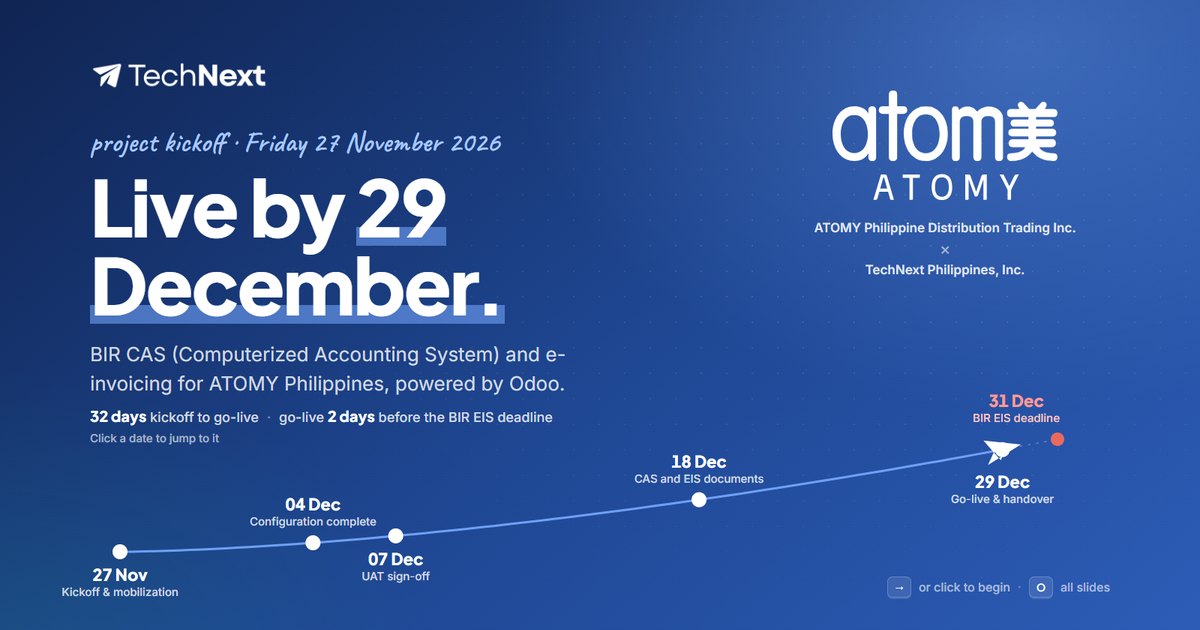 TechNext
project kickoff · Friday 27 November 2026
Live by 29
December.
BIR CAS (Computerized Accounting System) and e-
invoicing for ATOMY Philippines, powered by Odoo.
32 days kickoff to go-live · go-live 2 days before the BIR EIS deadline
Click a date to jump to it
atom美
ATOMY
ATOMY Philippine Distribution Trading Inc.
×
TechNext Philippines, Inc.
27 Nov
Kickoff & mobilization
04 Dec
Configuration complete
07 Dec
UAT sign-off
18 Dec
CAS and EIS documents
29 Dec
Go-live & handover
31 Dec
BIR EIS deadline
→ or click to begin · O all slides